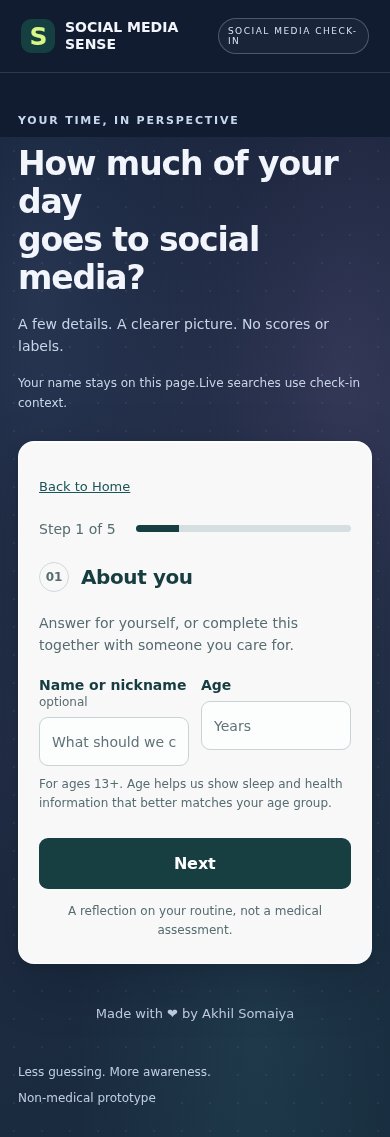 S
SOCIAL MEDIA
SENSE
SOCIAL MEDIA CHECK-
IN
YOUR TIME, IN PERSPECTIVE
How much of your
day
goes to social
media?
A few details. A clearer picture. No scores or
labels.
Your name stays on this page.Live searches use check-in
context.
Back to Home
Step 1 of 5
01 About you
Answer for yourself, or complete this
together with someone you care for.
Name or nickname
optional
What should we c
Age
Years
For ages 13+. Age helps us show sleep and health
information that better matches your age group.
Next
A reflection on your routine, not a medical
assessment.
Made with ❤ by Akhil Somaiya
Less guessing. More awareness.
Non-medical prototype